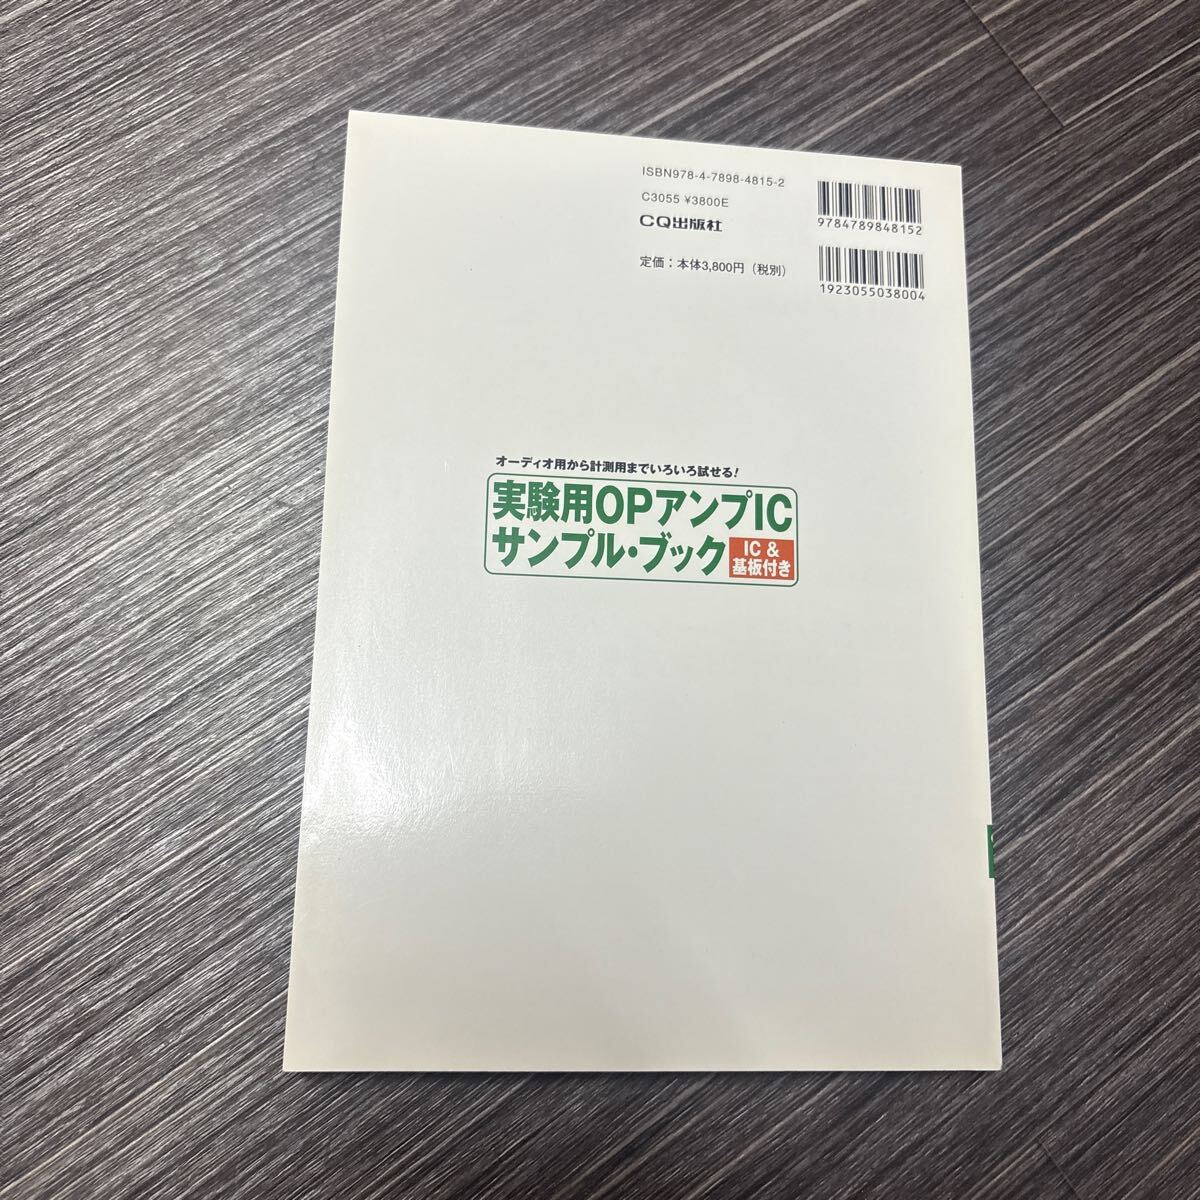 ISBN978-4-7898-4815-2
C3055 ¥3800E
CQ出版社
定価：本体3,800円（税別）
9784789848152
1923055038004
オーディオ用から計測用までいろいろ試せる！
実験用OPアンプIC
サンプル・ブック
IC &
基板付き